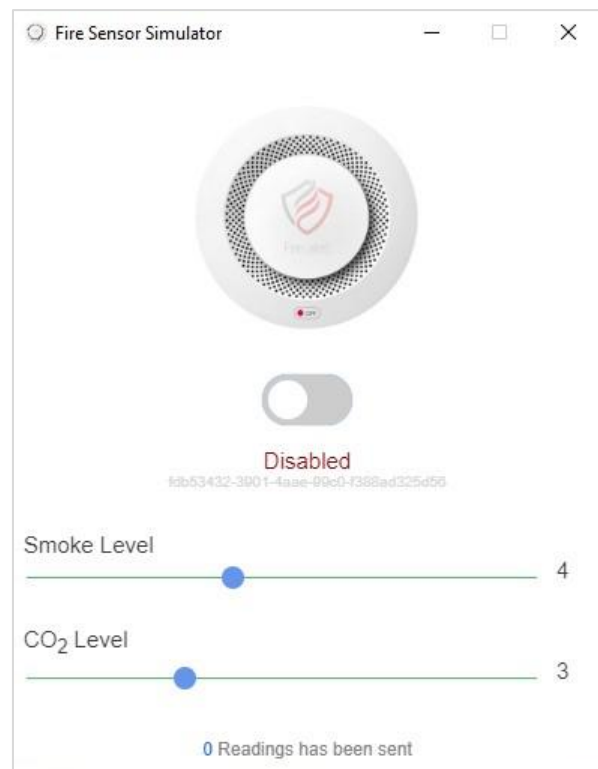 Fire Sensor Simulator
OFF
Disabled
fdb53432-3901-4aae-99c0-f388ad325d56
Smoke Level
4
CO₂ Level
3
0 Readings has been sent